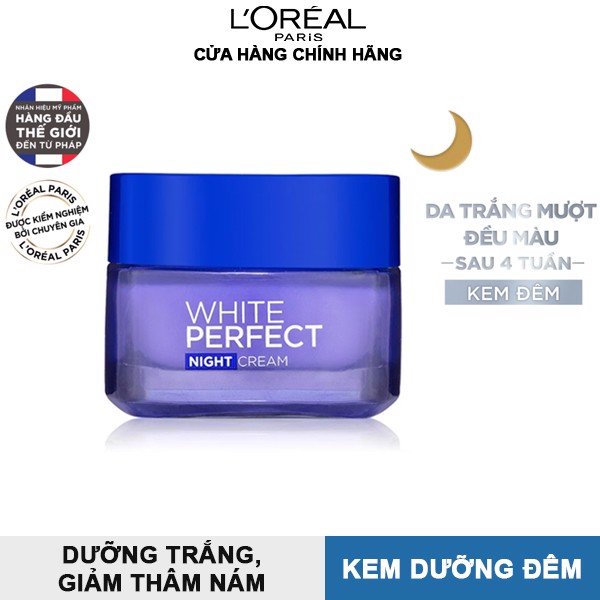 L'ORÉAL
PARIS
CỬA HÀNG CHÍNH HÃNG
NHÃN HIỆU MỸ PHẨM
HÀNG ĐẦU
THẾ GIỚI
ĐẾN TỪ PHÁP
L'ORÉAL PARIS
ĐƯỢC KIỂM NGHIỆM
BỞI CHUYÊN GIA
L'ORÉAL PARIS
WHITE
PERFECT
NIGHT CREAM
DA TRẮNG MƯỢT
ĐỀU MÀU
–SAU 4 TUẦN–
KEM ĐÊM
DƯỠNG TRẮNG,
GIẢM THÂM NÁM
KEM DƯỠNG ĐÊM